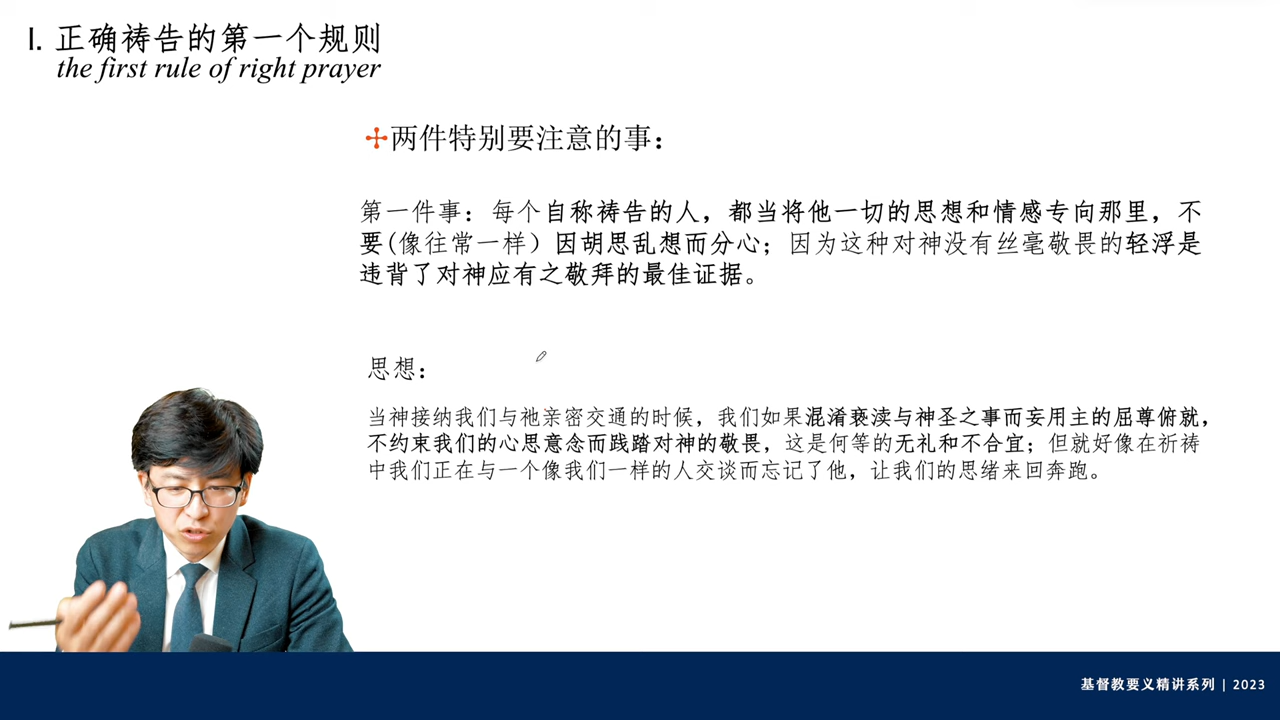 I. 正确祷告的第一个规则
the first rule of right prayer
两件特别要注意的事：
第一件事：每个自称祷告的人，都当将他一切的思想和情感专向那里，不
要(像往常一样）因胡思乱想而分心；因为这种对神没有丝毫敬畏的轻浮是
违背了对神应有之敬拜的最佳证据。
思想：
当神接纳我们与祂亲密交通的时候，我们如果混淆亵渎与神圣之事而妄用主的屈尊俯就，
不约束我们的心思意念而践踏对神的敬畏，这是何等的无礼和不合宜；但就好像在祈祷
中我们正在与一个像我们一样的人交谈而忘记了他，让我们的思绪来回奔跑。
基督教要义精讲系列 | 2023